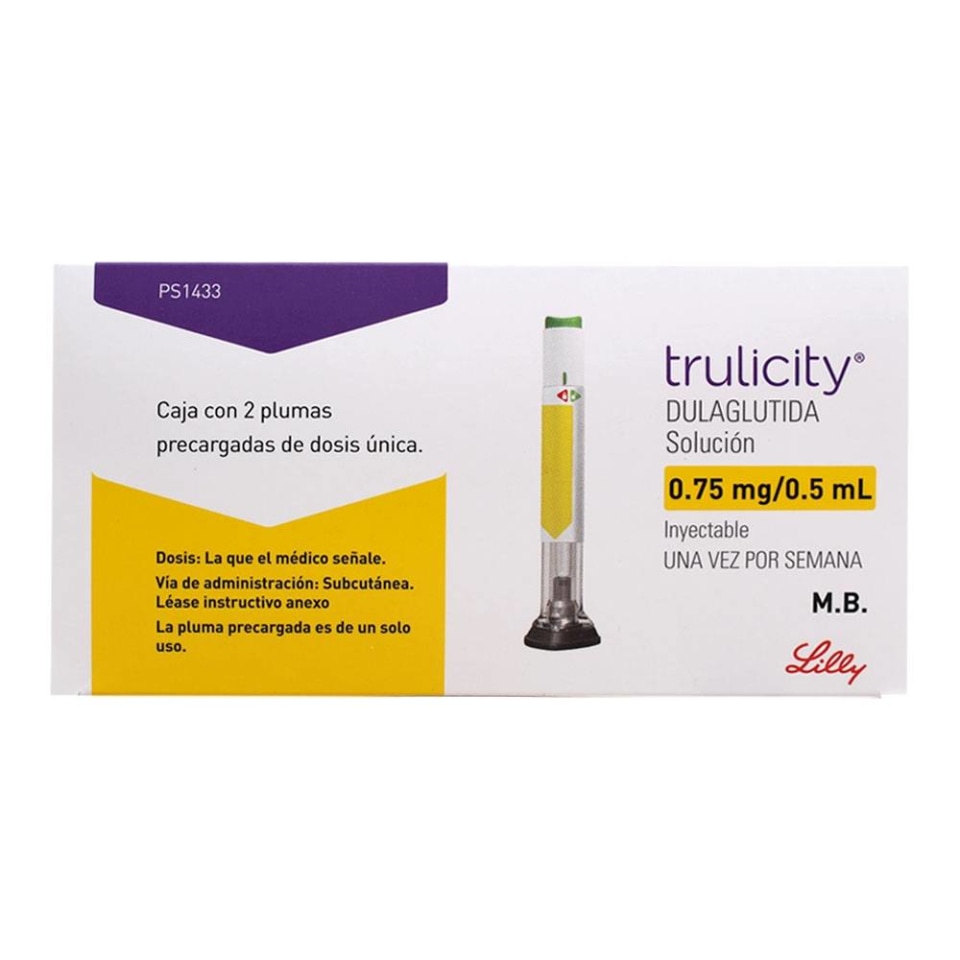 PS1433
Caja con 2 plumas
precargadas de dosis única.
Dosis: La que el médico señale.
Vía de administración: Subcutánea.
Léase instructivo anexo
La pluma precargada es de un solo
uso.
trulicity®
DULAGLUTIDA
Solución
0.75 mg/0.5 mL
Inyectable
UNA VEZ POR SEMANA
M.B.
Lilly